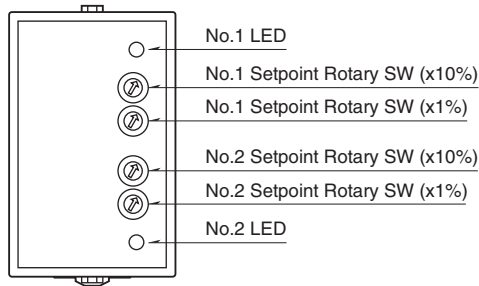 No.1 LED
No.1 Setpoint Rotary SW (x10%)
No.1 Setpoint Rotary SW (x1%)
No.2 Setpoint Rotary SW (x10%)
No.2 Setpoint Rotary SW (x1%)
No.2 LED